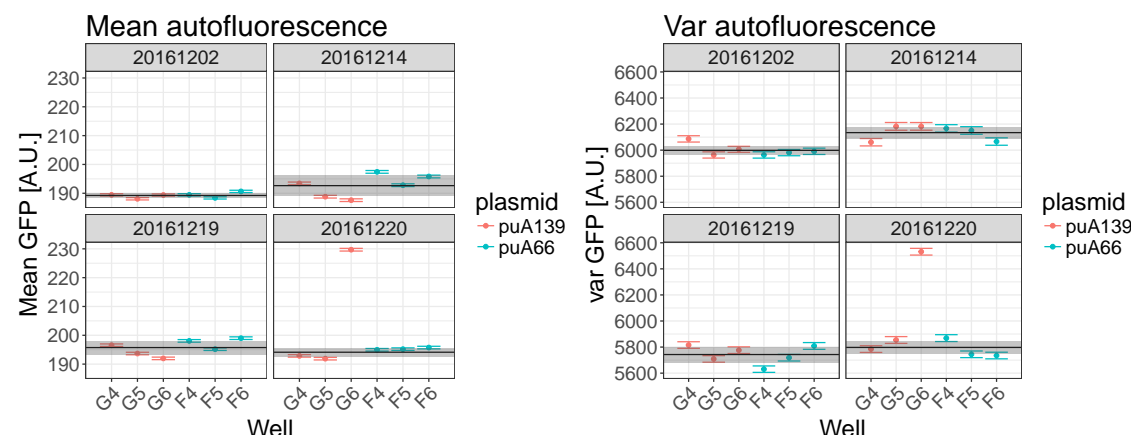 Mean autofluorescence
20161202
20161214
230
220
210
200
190
20161219
20161220
230
220
210
200
190
Mean GFP [A.U.]
G4
G5
G6
F4
F5
F6
G4
G5
G6
F4
F5
F6
Well
plasmid
puA139
puA66
Var autofluorescence
20161202
20161214
6600
6400
6200
6000
5800
5600
20161219
20161220
6600
6400
6200
6000
5800
5600
var GFP [A.U.]
G4
G5
G6
F4
F5
F6
G4
G5
G6
F4
F5
F6
Well
plasmid
puA139
puA66